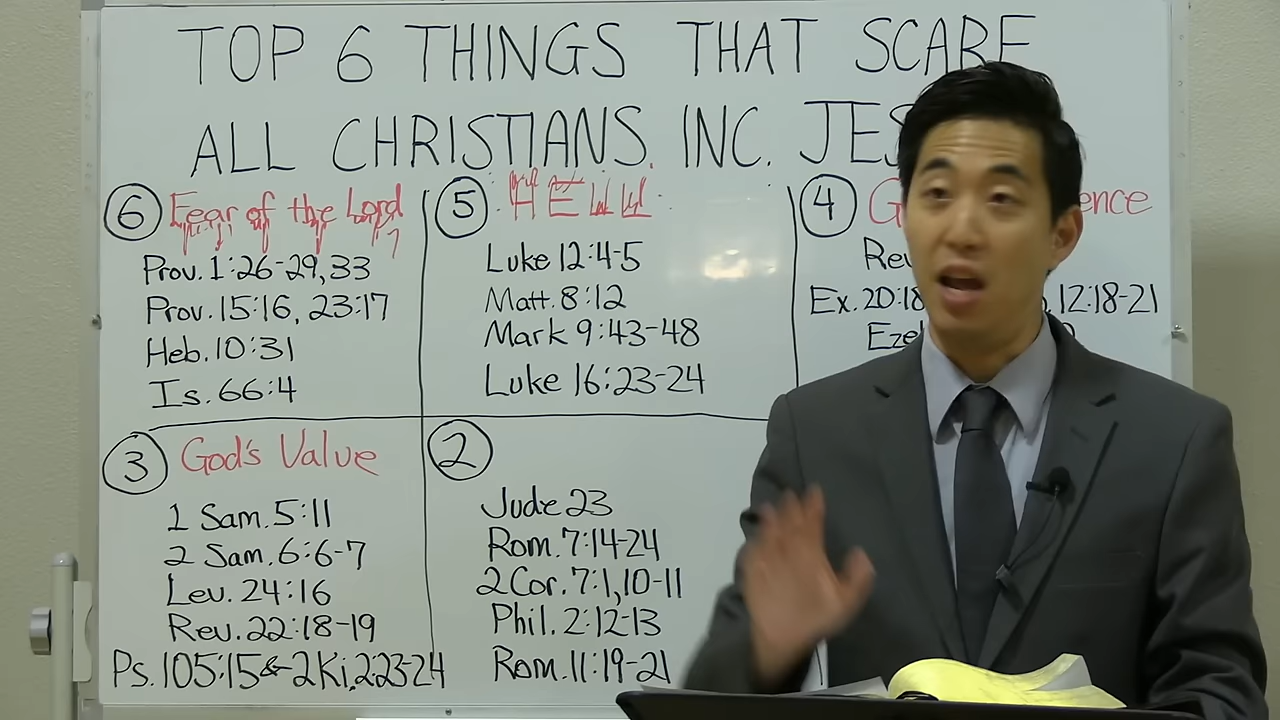 TOP 6 THINGS THAT SCARE
ALL CHRISTIANS. INC. JES
6 Fear of the Lord
Prov. 1:26-29,33
Prov. 15:16, 23:17
Heb. 10:31
Is. 66:4
5 HELL
Luke 12:4-5
Matt. 8:12
Mark 9:43-48
Luke 16:23-24
4 G ence
Rev
Ex. 20:18 ,12:18-21
Eze
3 God's Value
1 Sam. 5:11
2 Sam. 6:6-7
Lev. 24:16
Rev. 22:18-19
Ps. 105:15 & 2 Ki. 2:23-24
2
Jude 23
Rom. 7:14-24
2 Cor. 7:1,10-11
Phil. 2:12-13
Rom. 11:19-21